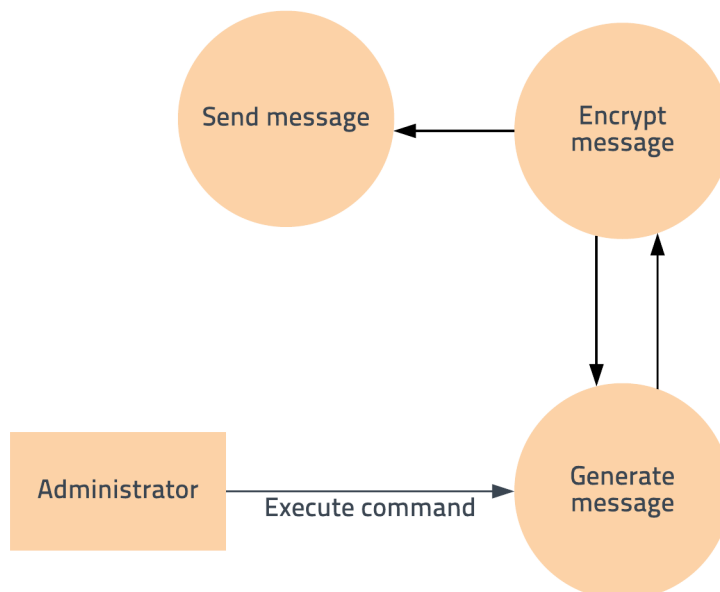 Send message
Encrypt
message
Administrator
Execute command
Generate
message